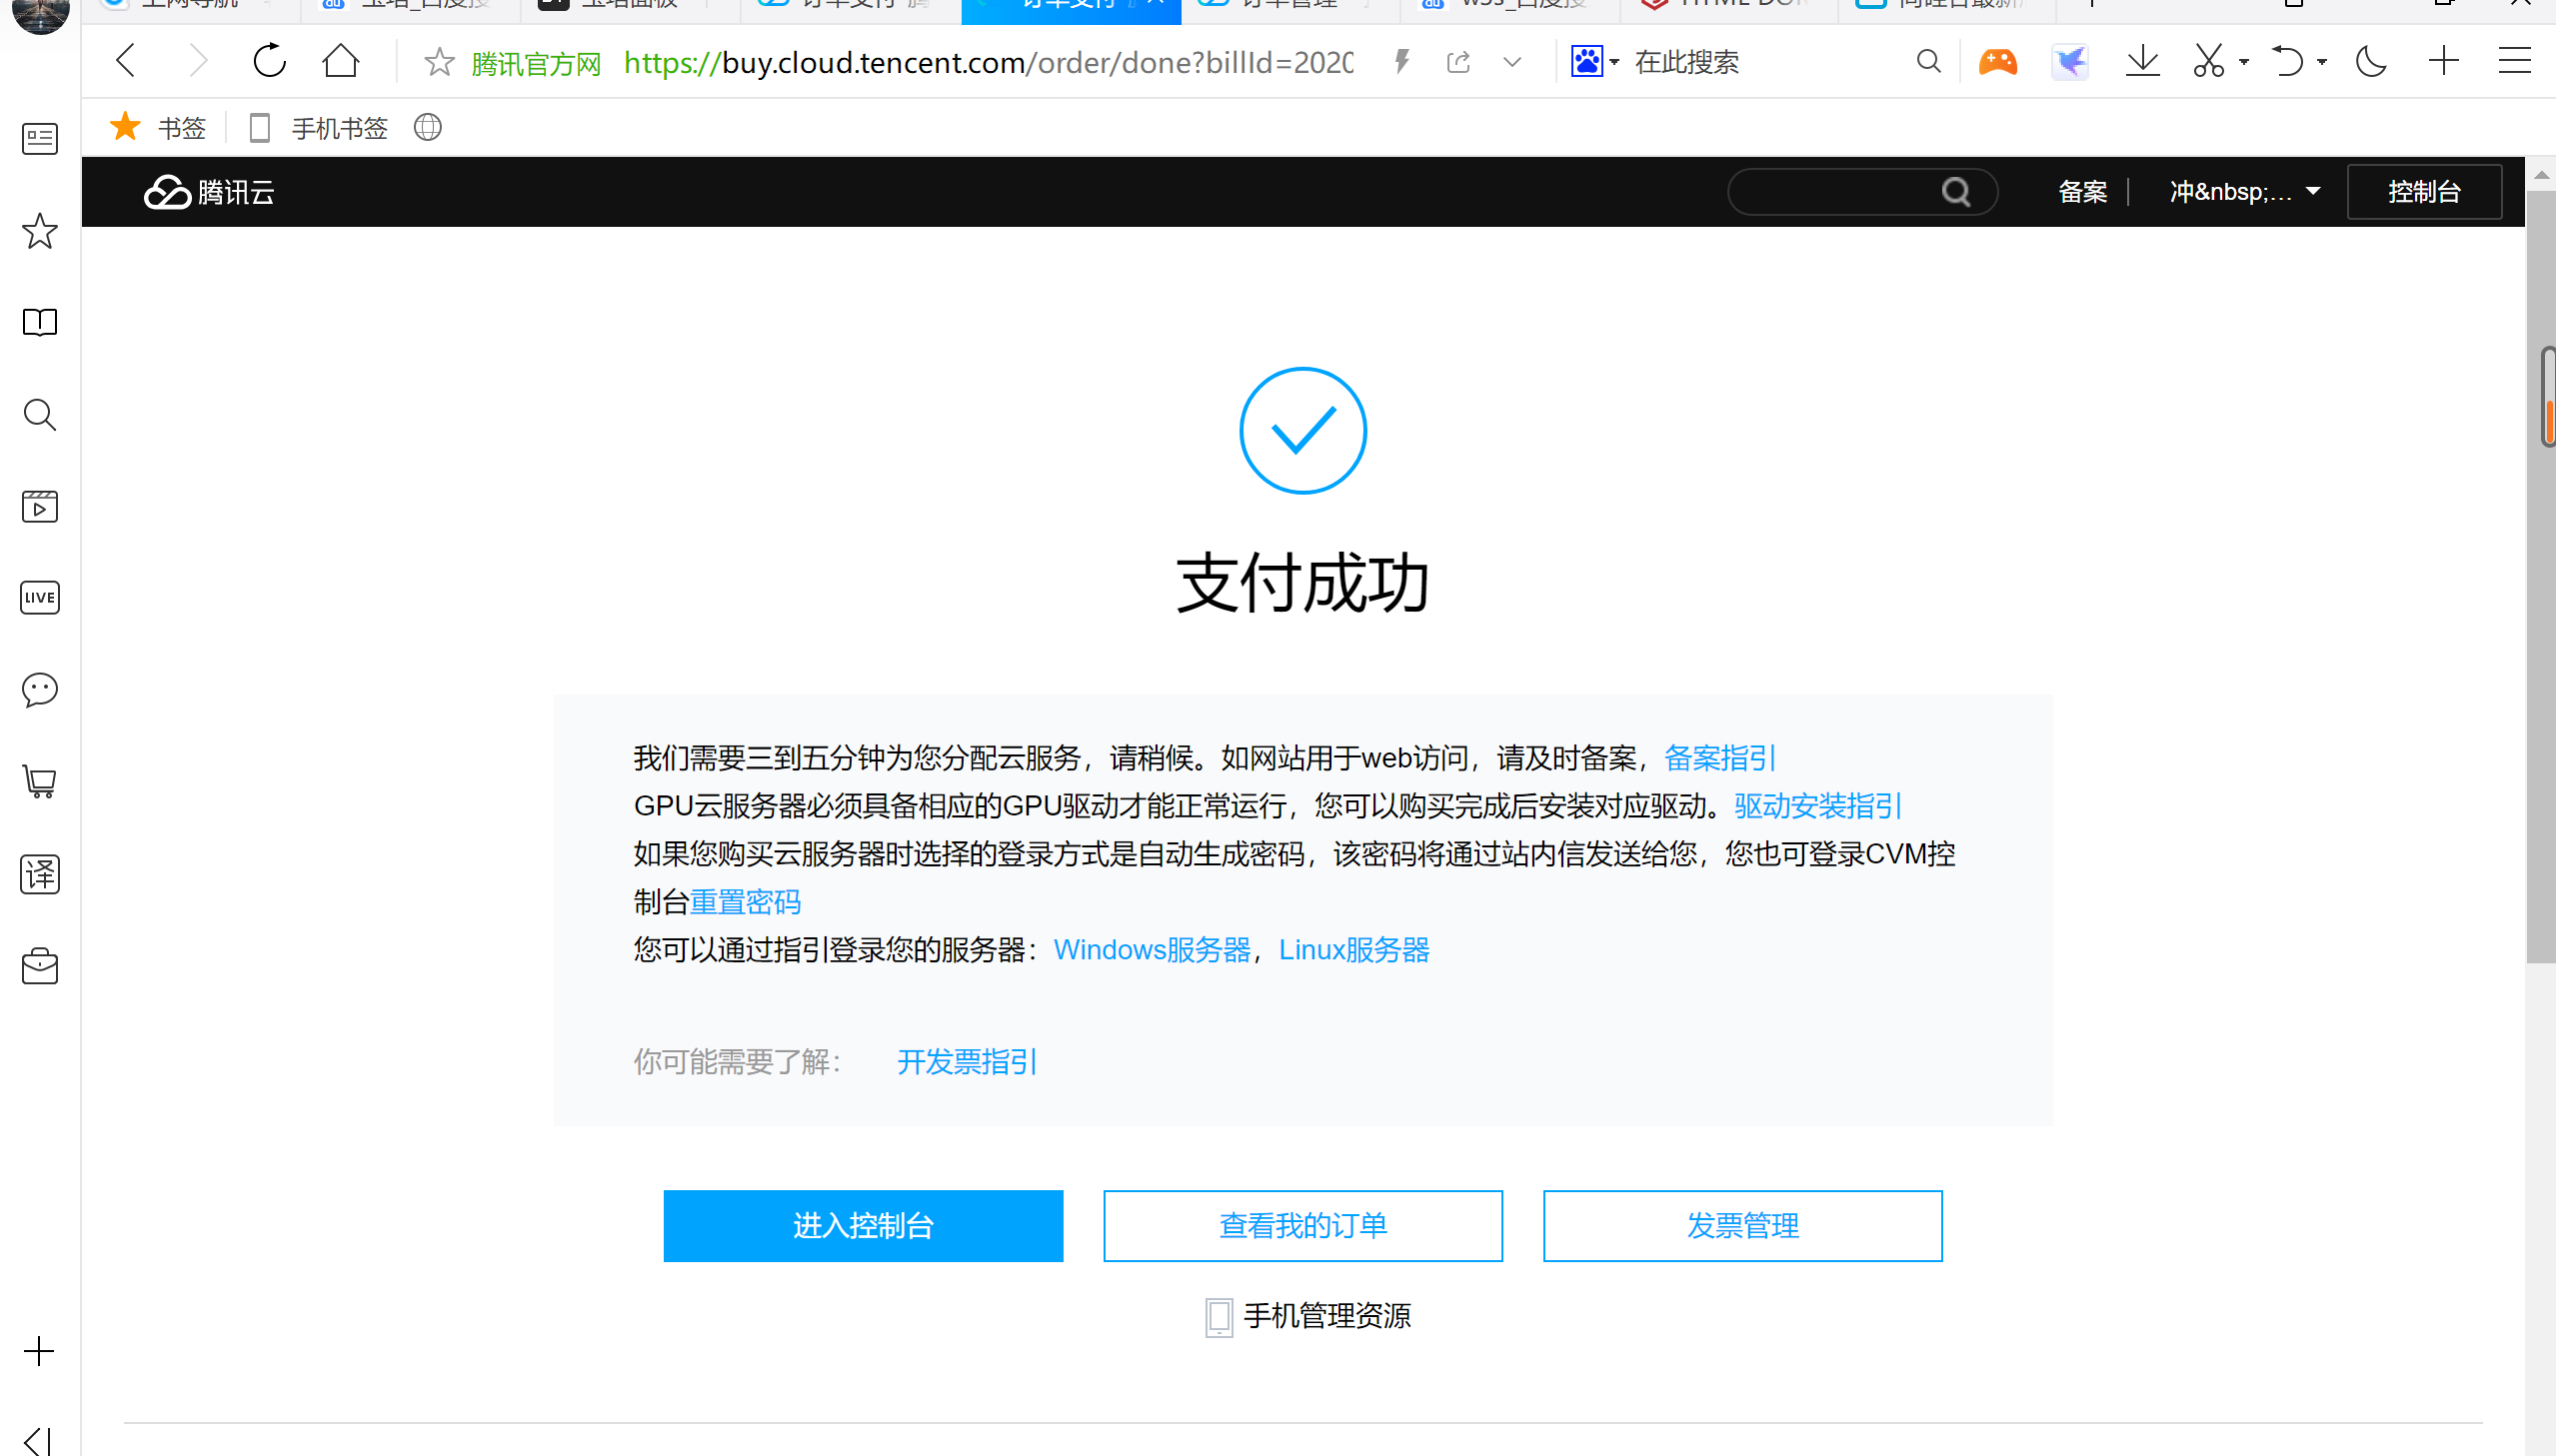 腾讯官方网 https://buy.cloud.tencent.com/order/done?billId=202 在此搜索
书签 手机书签
腾讯云 备案 冲&nbsp;... 控制台
LIVE
译
支付成功
我们需要三到五分钟为您分配云服务，请稍候。如网站用于web访问，请及时备案，备案指引
GPU云服务器必须具备相应的GPU驱动才能正常运行，您可以购买完成后安装对应驱动。驱动安装指引
如果您购买云服务器时选择的登录方式是自动生成密码，该密码将通过站内信发送给您，您也可登录CVM控
制台重置密码
您可以通过指引登录您的服务器：Windows服务器，Linux服务器
你可能需要了解： 开发票指引
进入控制台 查看我的订单 发票管理
手机管理资源